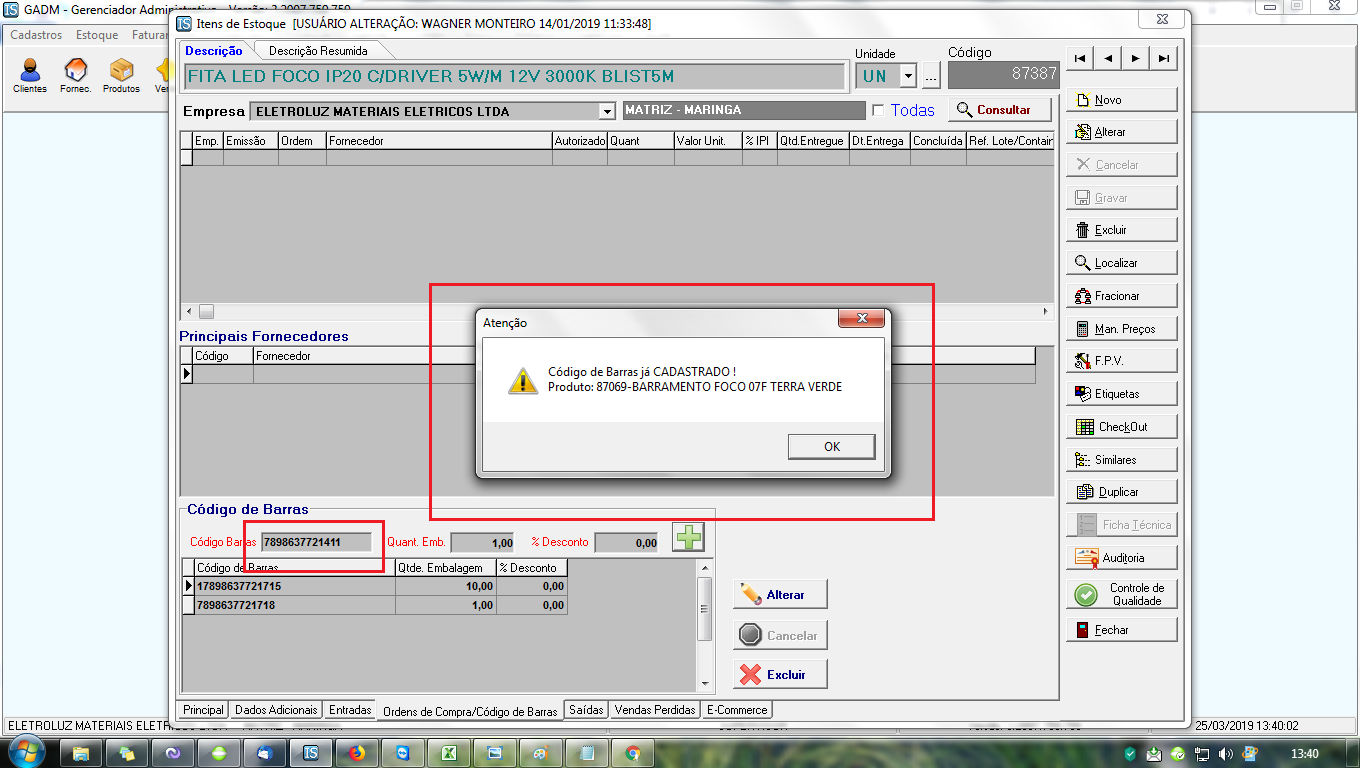 GADM - Gerenciador Administrativo - Versão: 2.2007.759.759
Cadastros Estoque Faturar
Clientes Fornec. Produtos
Itens de Estoque [USUÁRIO ALTERAÇÃO: WAGNER MONTEIRO 14/01/2019 11:33:48]
Descrição Descrição Resumida
FITA LED FOCO IP20 C/DRIVER 5W/M 12V 3000K BLIST5M
Unidade
UN
...
Código
87387
Empresa ELETROLUZ MATERIAIS ELETRICOS LTDA MATRIZ - MARINGA Todas Consultar
Emp. Emissão Ordem Fornecedor Autorizado Quant Valor Unit. % IPI Qtd.Entregue Dt.Entrega Concluída Ref. Lote/Contain
Principais Fornecedores
Código Fornecedor
Atenção
Código de Barras já CADASTRADO !
Produto: 87069-BARRAMENTO FOCO 07F TERRA VERDE
OK
Código de Barras
Código Barras 7898637721411 Quant. Emb. 1,00 % Desconto 0,00
Código de Barras Qtde. Embalagem % Desconto
17898637721715 10,00 0,00
7898637721718 1,00 0,00
Alterar
Cancelar
Excluir
Principal Dados Adicionais Entradas Ordens de Compra/Código de Barras Saídas Vendas Perdidas E-Commerce
Novo
Alterar
Cancelar
Gravar
Excluir
Localizar
Fracionar
Man. Preços
F.P.V.
Etiquetas
CheckOut
Similares
Duplicar
Ficha Técnica
Auditoria
Controle de
Qualidade
Fechar
ELETROLUZ MATERIAIS 25/03/2019 13:40:02
13:40